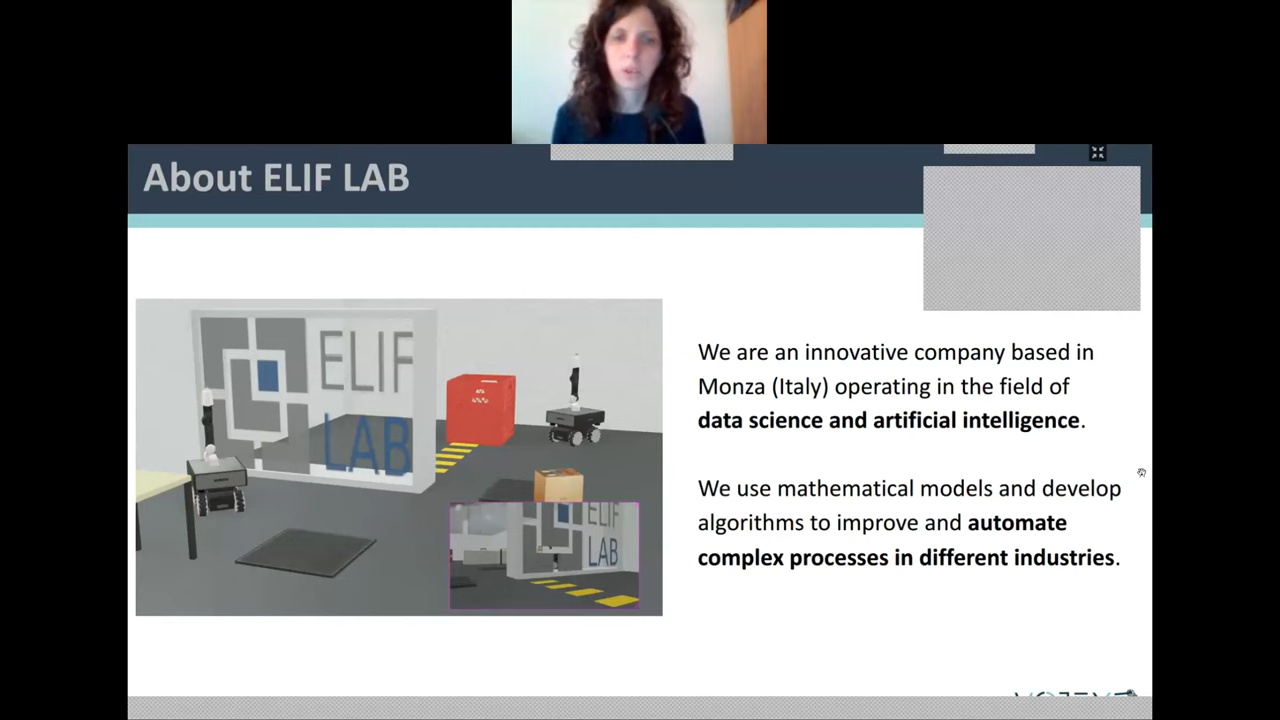 About ELIF LAB
ELIF
LAB
We are an innovative company based in
Monza (Italy) operating in the field of
data science and artificial intelligence.
We use mathematical models and develop
algorithms to improve and automate
complex processes in different industries.
ELIF
LAB